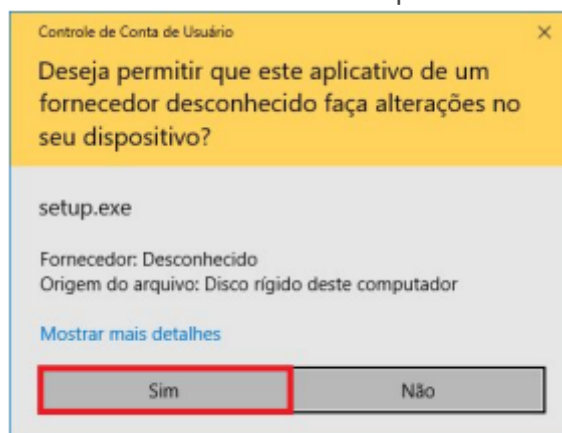 Controle de Conta de Usuário
Deseja permitir que este aplicativo de um
fornecedor desconhecido faça alterações no
seu dispositivo?
setup.exe
Fornecedor: Desconhecido
Origem do arquivo: Disco rígido deste computador
Mostrar mais detalhes
Sim
Não